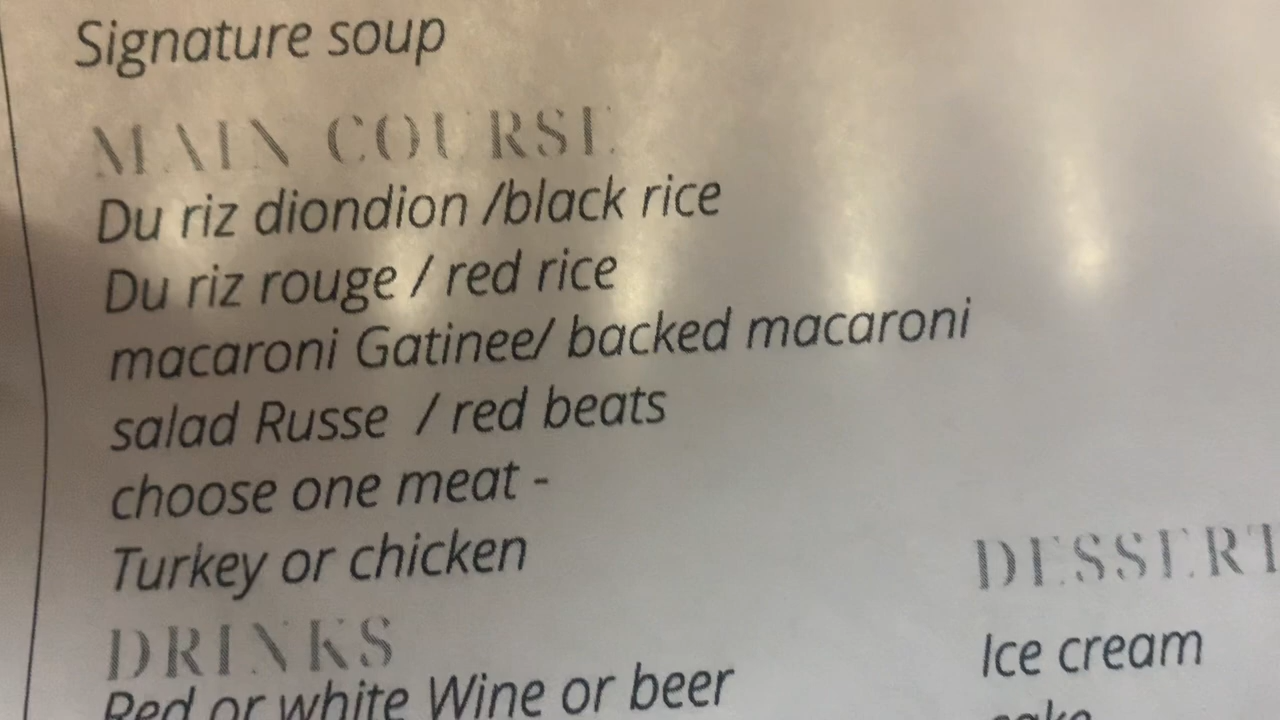 Signature soup
MAIN COURSE
Du riz diondion /black rice
Du riz rouge / red rice
macaroni Gatinee/ backed macaroni
salad Russe / red beats
choose one meat -
Turkey or chicken
DRINKS
Red or white Wine or beer
DESSERT
Ice cream
cake